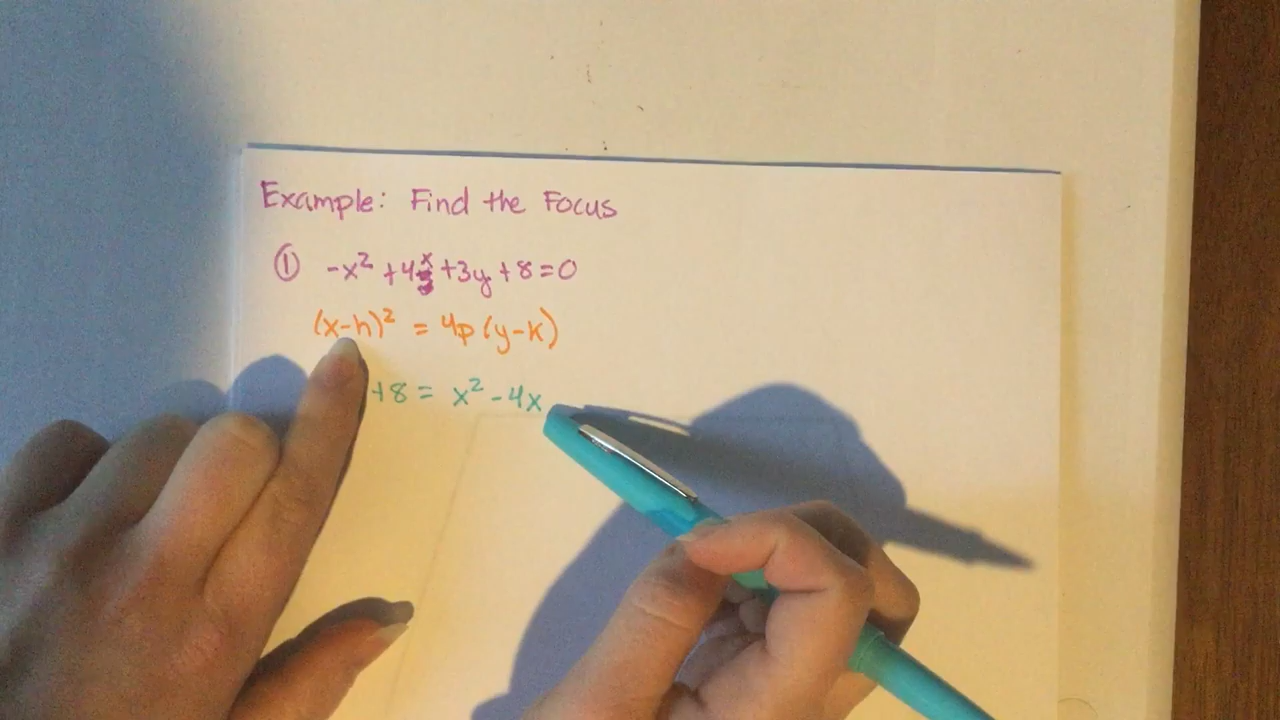 Example: Find the Focus
① -x² + 4x + 3y + 8 = 0
(x-h)² = 4p(y-k)
+8 = x² - 4x